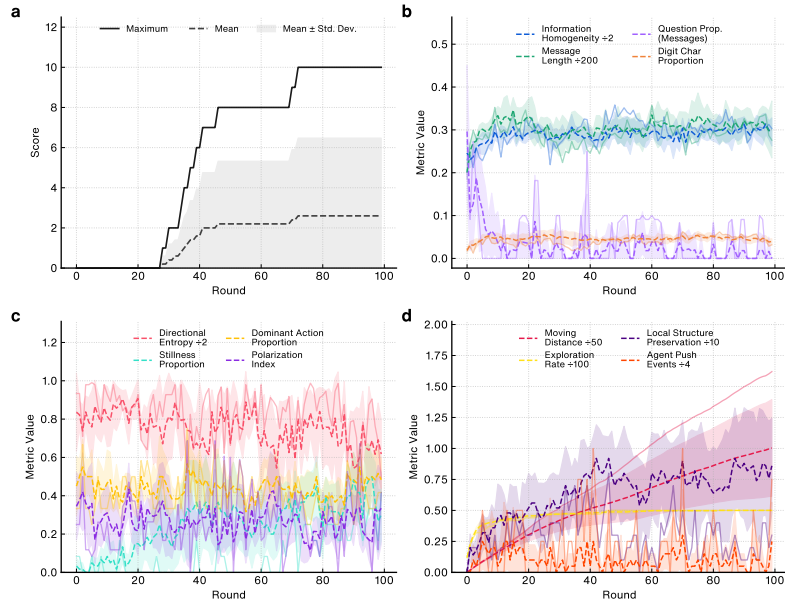 a
Maximum
Mean
Mean ± Std. Dev.
12
10
8
6
4
2
0
Score
0
20
40
60
80
100
Round
b
Information
Homogeneity ÷2
Message
Length ÷200
Question Prop.
(Messages)
Digit Char
Proportion
0.5
0.4
0.3
0.2
0.1
0.0
Metric Value
0
20
40
60
80
100
Round
c
Directional
Entropy ÷2
Stillness
Proportion
Dominant Action
Proportion
Polarization
Index
1.2
1.0
0.8
0.6
0.4
0.2
0.0
Metric Value
0
20
40
60
80
100
Round
d
Moving
Distance ÷50
Exploration
Rate ÷100
Local Structure
Preservation ÷10
Agent Push
Events ÷4
2.00
1.75
1.50
1.25
1.00
0.75
0.50
0.25
0.00
Metric Value
0
20
40
60
80
100
Round